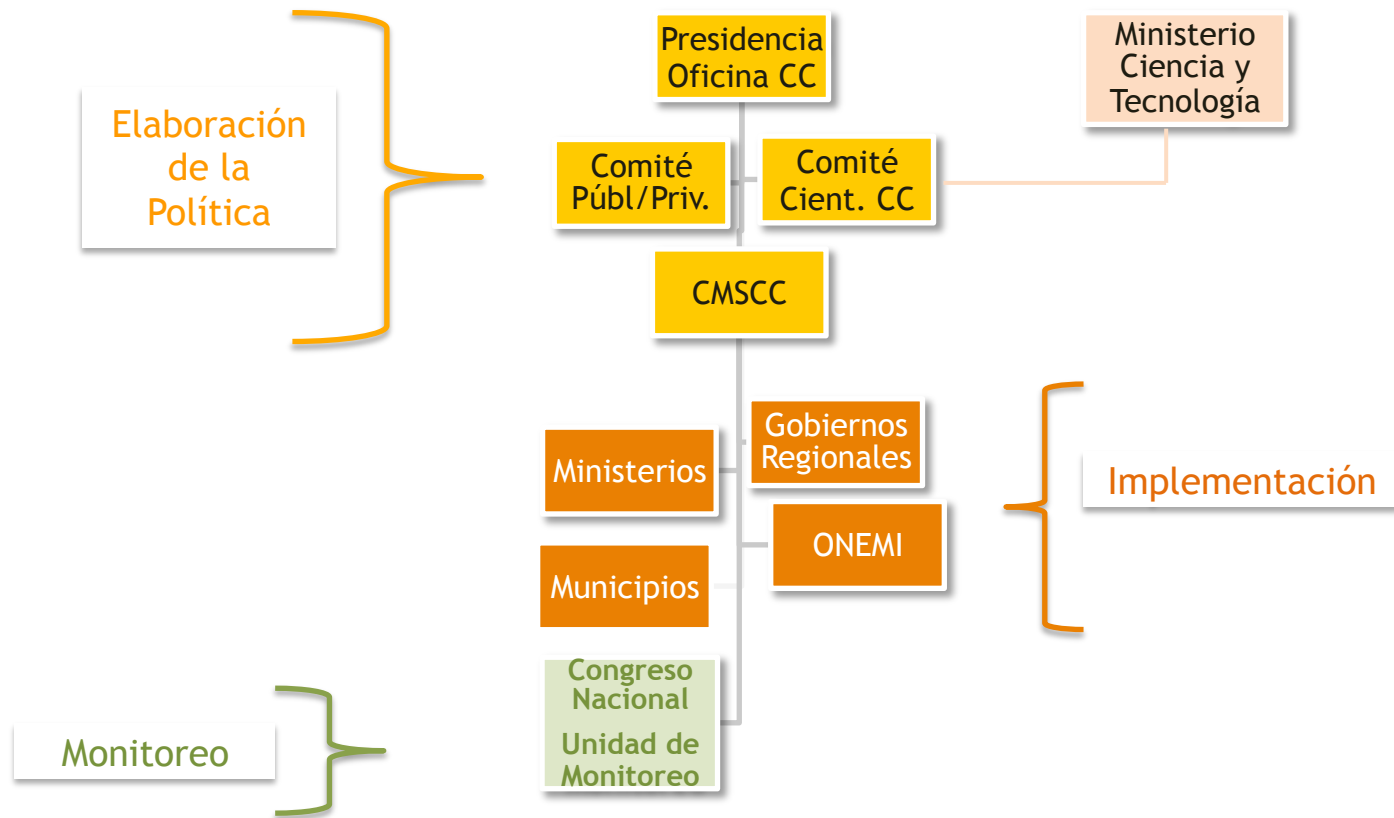 Presidencia
Oficina CC
Ministerio
Ciencia y
Tecnología
Elaboración
de la
Política
Comité
Públ/Priv.
Comité
Cient. CC
CMSCC
Gobiernos
Regionales
Ministerios
Implementación
ONEMI
Municipios
Congreso
Nacional
Unidad de
Monitoreo
Monitoreo